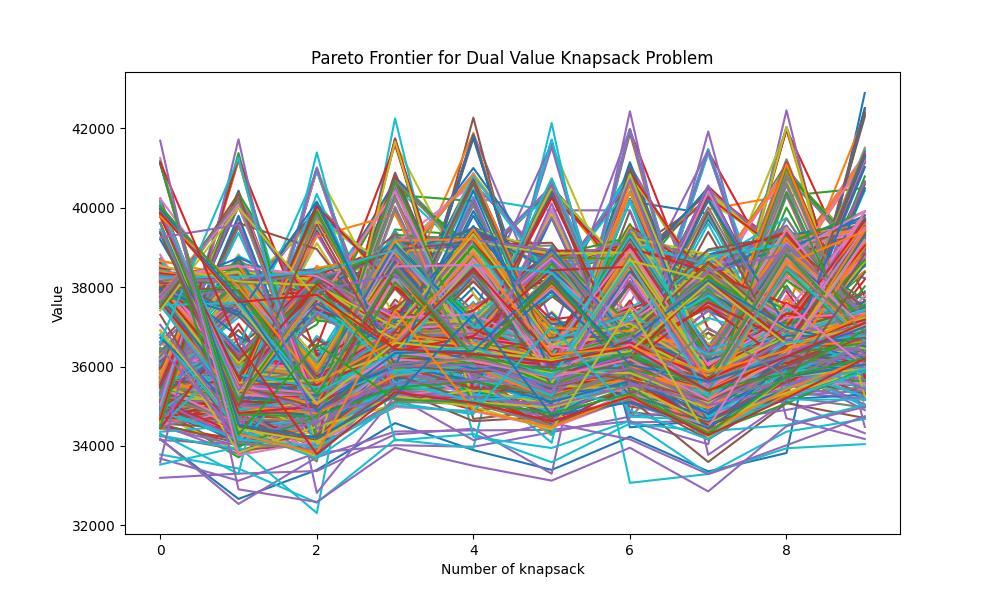 Pareto Frontier for Dual Value Knapsack Problem
42000
40000
38000
36000
34000
32000
Value
0 2 4 6 8
Number of knapsack